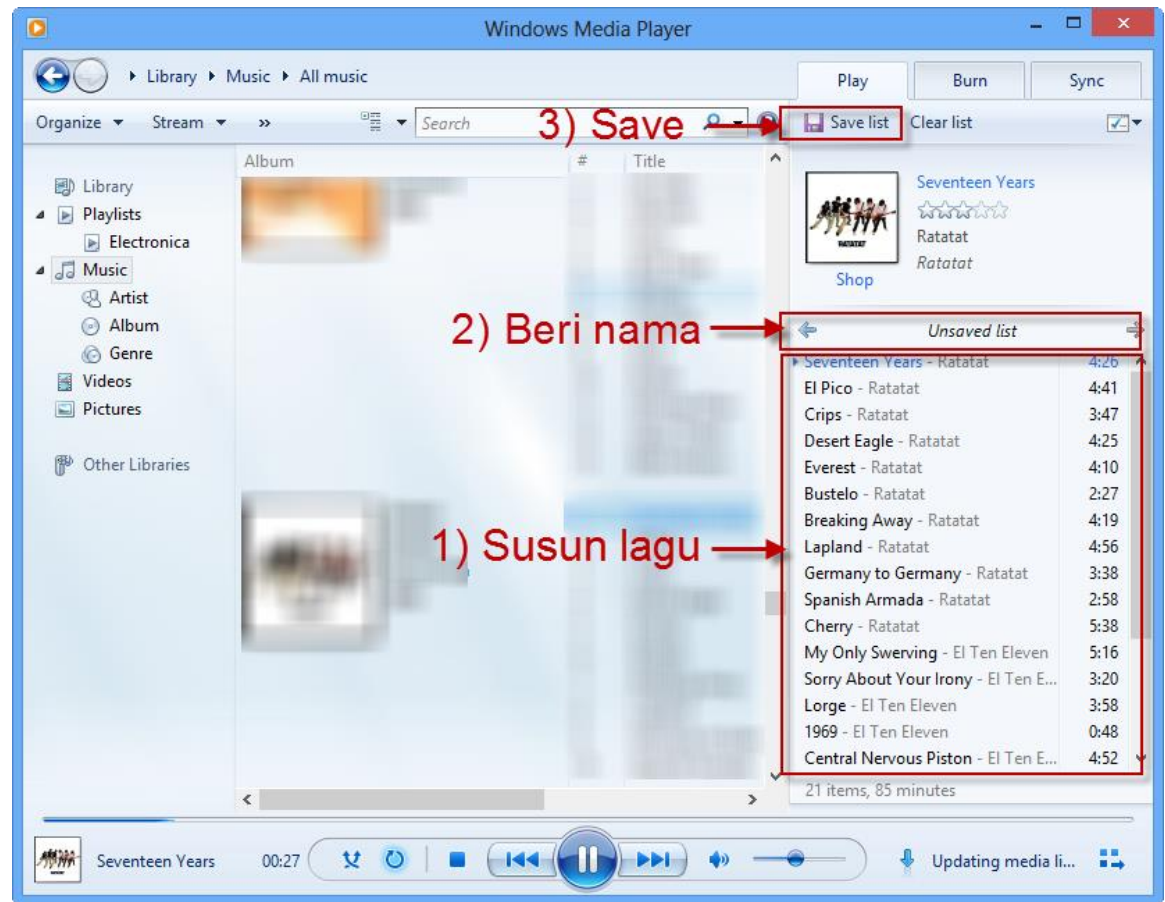 Windows Media Player
Library Music All music
Play Burn Sync
Organize Stream » Search
3) Save
Save list Clear list
Album # Title
Library
Playlists
Electronica
Music
Artist
Album
Genre
Videos
Pictures
Other Libraries
RATATAT
Shop
Seventeen Years
Ratatat
Ratatat
2) Beri nama
Unsaved list
1) Susun lagu
Seventeen Years - Ratatat 4:26
El Pico - Ratatat 4:41
Crips - Ratatat 3:47
Desert Eagle - Ratatat 4:25
Everest - Ratatat 4:10
Bustelo - Ratatat 2:27
Breaking Away - Ratatat 4:19
Lapland - Ratatat 4:56
Germany to Germany - Ratatat 3:38
Spanish Armada - Ratatat 2:58
Cherry - Ratatat 5:38
My Only Swerving - El Ten Eleven 5:16
Sorry About Your Irony - El Ten E... 3:20
Lorge - El Ten Eleven 3:58
1969 - El Ten Eleven 0:48
Central Nervous Piston - El Ten E... 4:52
21 items, 85 minutes
Seventeen Years 00:27 Updating media li...